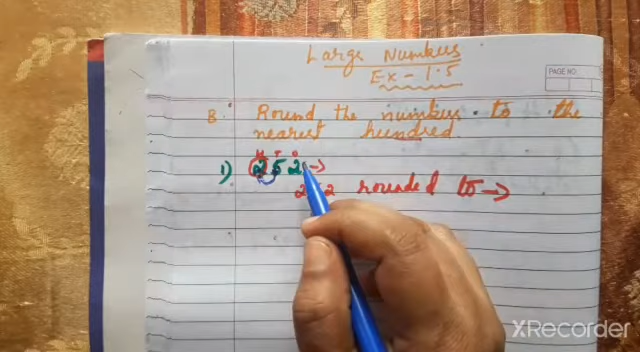 Large Numbers
Ex - 1.5
PAGE NO.
B. Round the numbers to the
nearest hundred
H T O
1) 252 →
rounded to →
XRecorder